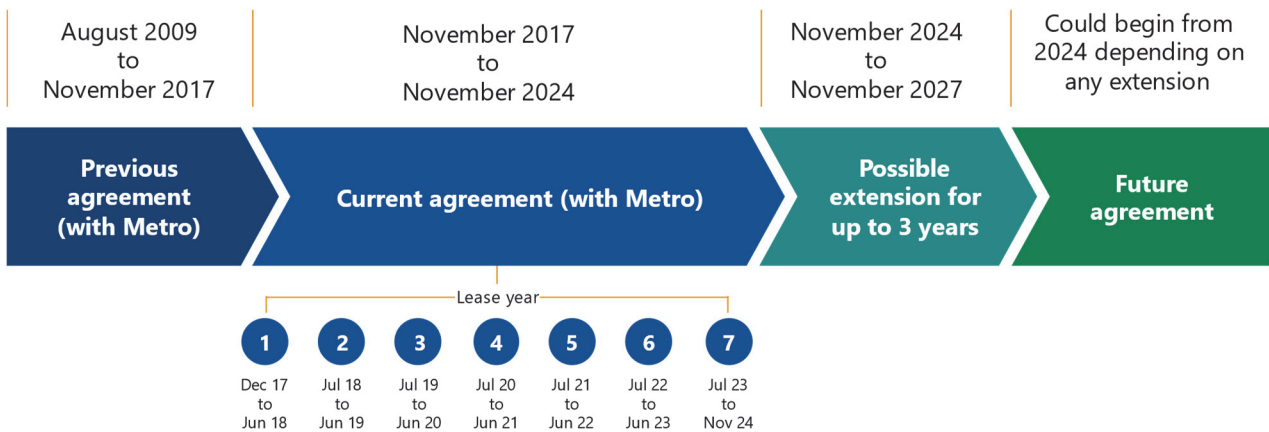 August 2009
to
November 2017
November 2017
to
November 2024
November 2024
to
November 2027
Could begin from
2024 depending on
any extension
Previous
agreement
(with Metro)
Current agreement (with Metro)
Possible
extension for
up to 3 years
Future
agreement
Lease year
1
2
3
4
5
6
7
Dec 17
to
Jun 18
Jul 18
to
Jun 19
Jul 19
to
Jun 20
Jul 20
to
Jun 21
Jul 21
to
Jun 22
Jul 22
to
Jun 23
Jul 23
to
Nov 24